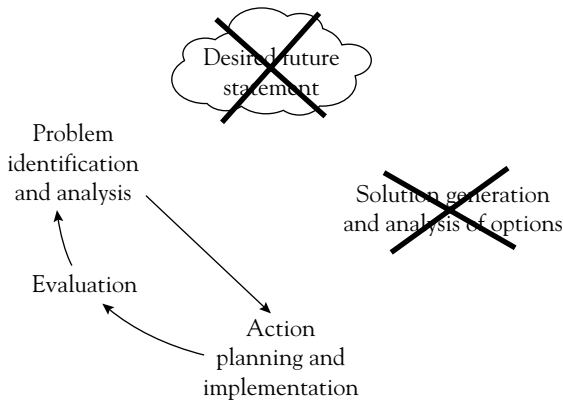 Desired future
statement
Problem
identification
and analysis
Solution generation
and analysis of options
Evaluation
Action
planning and
implementation